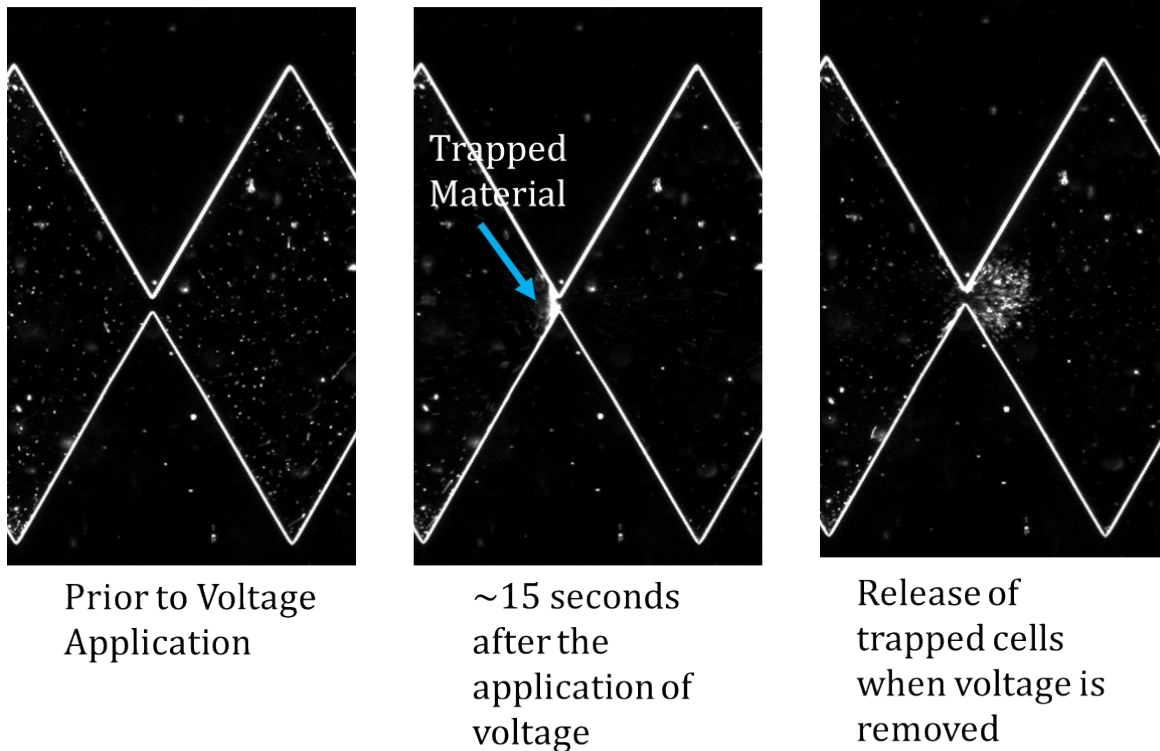 Trapped
Material
Prior to Voltage
Application
~15 seconds
after the
application of
voltage
Release of
trapped cells
when voltage is
removed